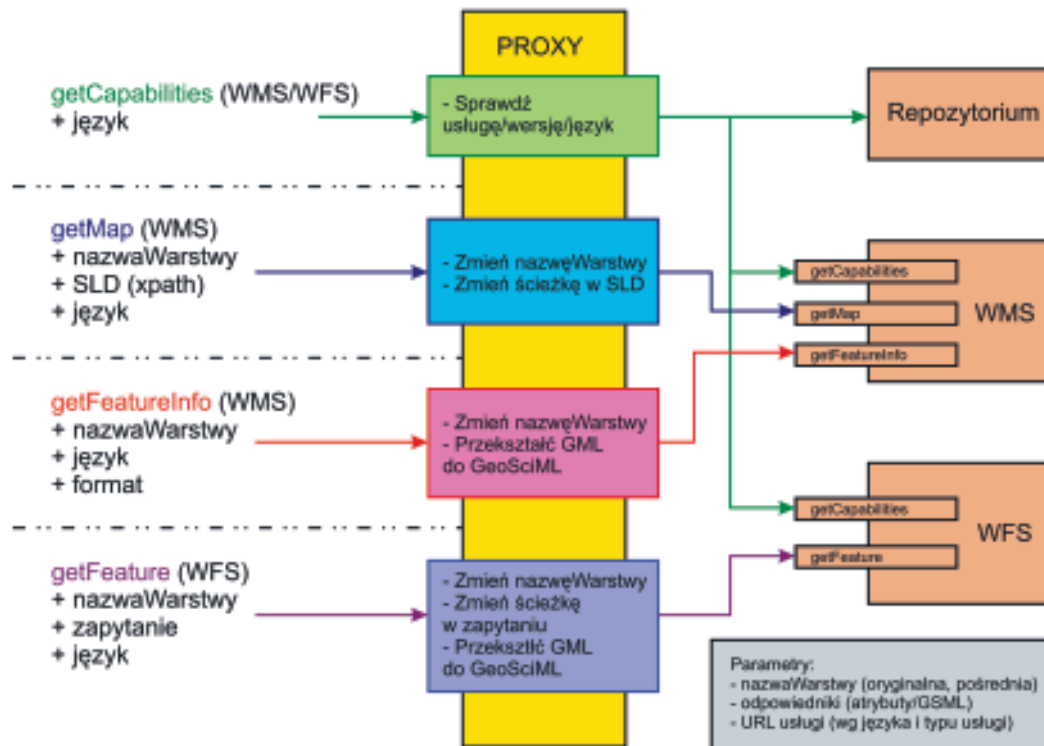 PROXY
getCapabilities (WMS/WFS)
+ język
- Sprawdź
usługę/wersję/język
Repozytorium
getMap (WMS)
+ nazwaWarstwy
+ SLD (xpath)
+ język
- Zmień nazwęWarstwy
- Zmień ścieżkę w SLD
getCapabilities
getMap
getFeatureInfo
WMS
getFeatureInfo (WMS)
+ nazwaWarstwy
+ język
+ format
- Zmień nazwęWarstwy
- Przekształć GML
do GeoSciML
getCapabilities
getFeature
WFS
getFeature (WFS)
+ nazwaWarstwy
+ zapytanie
+ język
- Zmień nazwęWarstwy
- Zmień ścieżkę
w zapytaniu
- Przeksztłć GML
do GeoSciML
Parametry:
- nazwaWarstwy (oryginalna, pośrednia)
- odpowiedniki (atrybuty/GSML)
- URL usługi (wg języka i typu usługi)